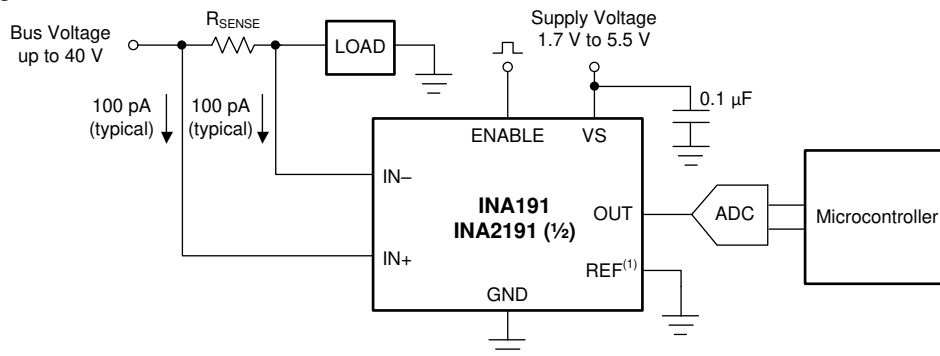 Bus Voltage
up to 40 V
RSENSE
LOAD
Supply Voltage
1.7 V to 5.5 V
100 pA
(typical)
100 pA
(typical)
0.1 µF
ENABLE
VS
IN–
IN+
INA191
INA2191 (½)
OUT
REF(1)
GND
ADC
Microcontroller